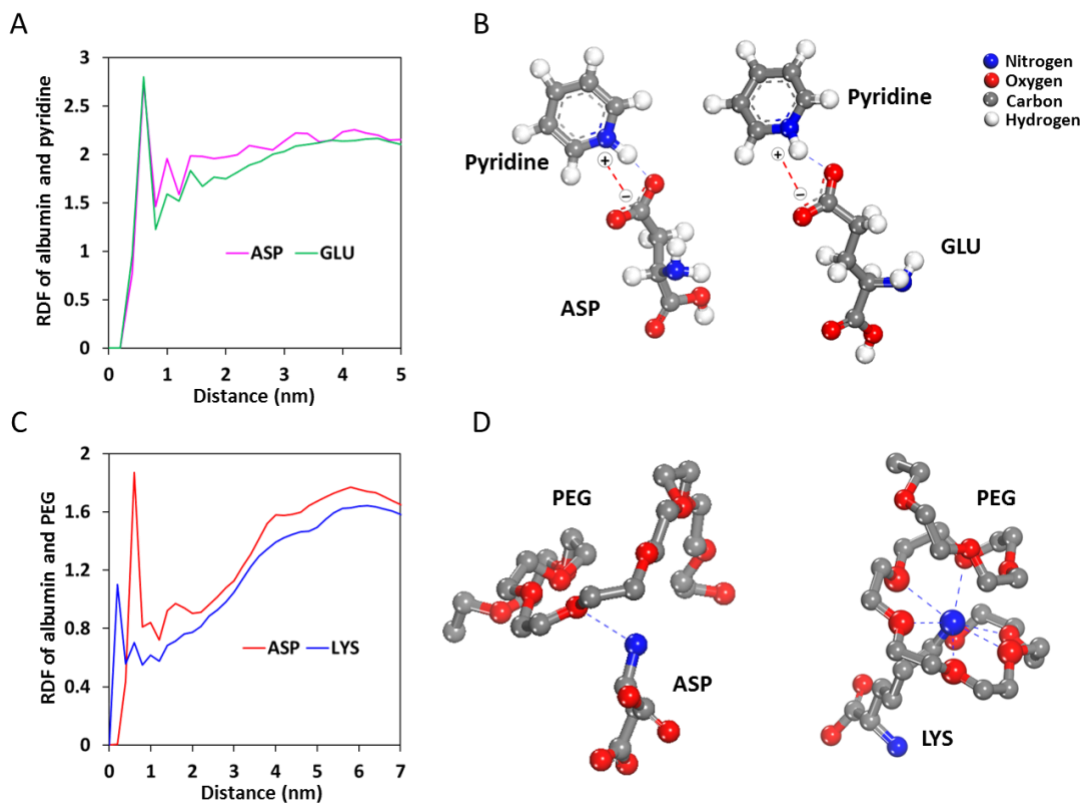 A
RDF of albumin and pyridine
3
2.5
2
1.5
1
0.5
0
ASP
GLU
0 1 2 3 4 5
Distance (nm)
B
Pyridine
Pyridine
+
−
+
−
ASP
GLU
Nitrogen
Oxygen
Carbon
Hydrogen
C
RDF of albumin and PEG
2
1.6
1.2
0.8
0.4
0
ASP
LYS
0 1 2 3 4 5 6 7
Distance (nm)
D
PEG
ASP
PEG
LYS